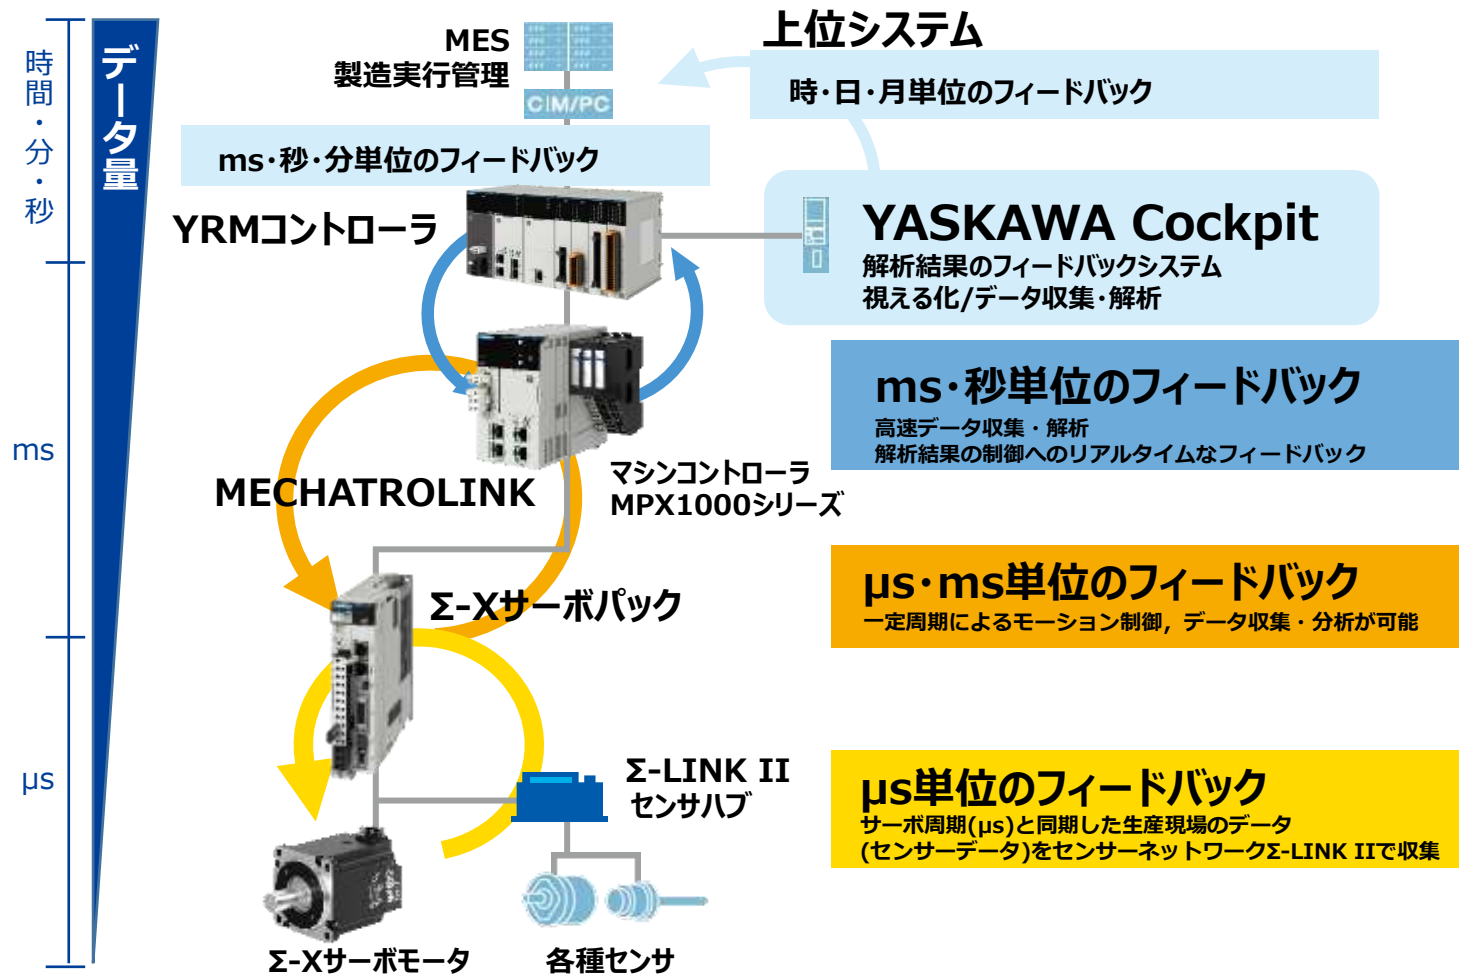 時間・分・秒
ms
μs
データ量
MES
製造実行管理
CIM/PC
上位システム
時・日・月単位のフィードバック
ms・秒・分単位のフィードバック
YRMコントローラ
YASKAWA Cockpit
解析結果のフィードバックシステム
視える化/データ収集・解析
ms・秒単位のフィードバック
高速データ収集・解析
解析結果の制御へのリアルタイムなフィードバック
マシンコントローラ
MPX1000シリーズ
MECHATROLINK
μs・ms単位のフィードバック
一定周期によるモーション制御, データ収集・分析が可能
Σ-Xサーボパック
Σ-LINK II
センサハブ
μs単位のフィードバック
サーボ周期(μs)と同期した生産現場のデータ
(センサーデータ)をセンサーネットワークΣ-LINK IIで収集
Σ-Xサーボモータ
各種センサ